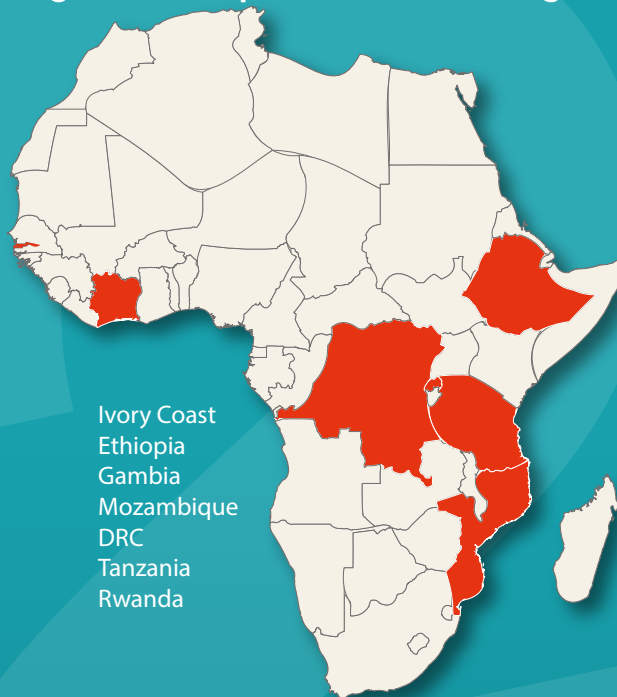 Ivory Coast
Ethiopia
Gambia
Mozambique
DRC
Tanzania
Rwanda